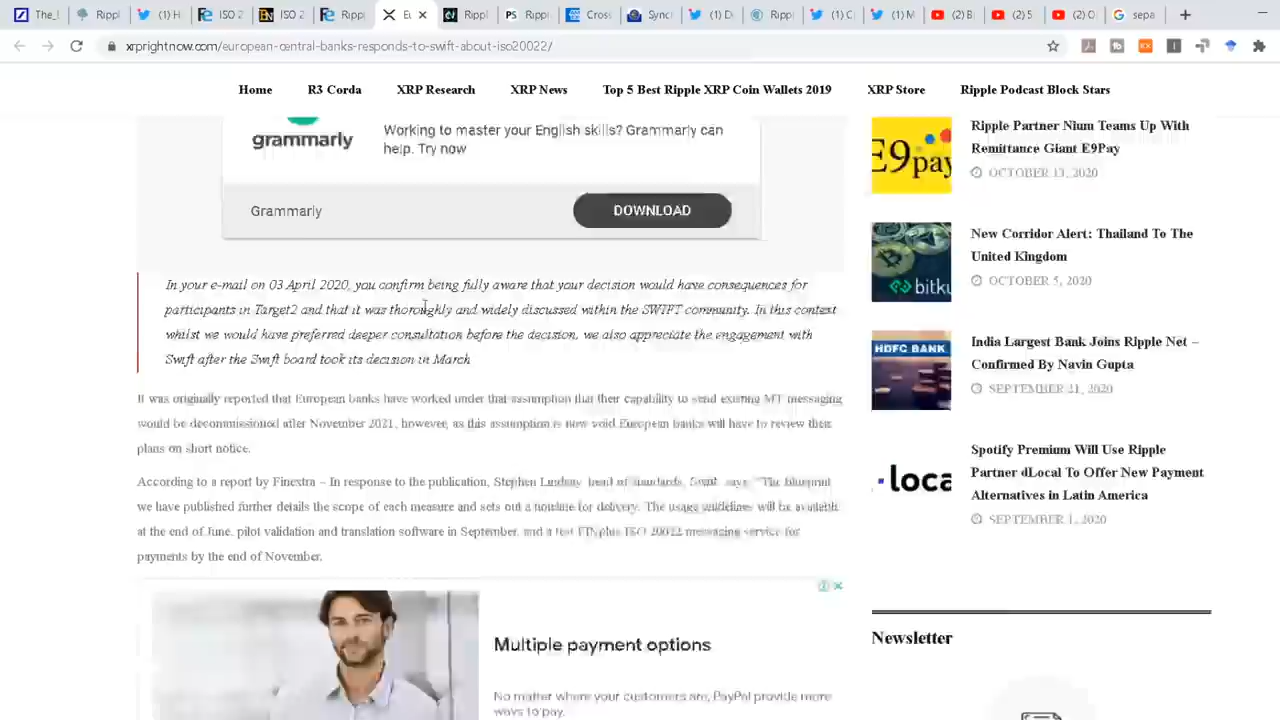 The_I
Rippl
(1) H
ISO 2
ISO 2
Ripp
Eu
Rippl
Rippl
Cross
Sync
(1) D
Ripp
(1) C
(1) M
(2) B
(2) 5
(2) O
sepa
xrprightnow.com/european-central-banks-responds-to-swift-about-iso20022/
Home R3 Corda XRP Research XRP News Top 5 Best Ripple XRP Coin Wallets 2019 XRP Store Ripple Podcast Block Stars
grammarly
Working to master your English skills? Grammarly can
help. Try now
Grammarly
DOWNLOAD
In your e-mail on 03 April 2020, you confirm being fully aware that your decision would have consequences for
participants in Target2 and that it was thoroughly and widely discussed within the SWIFT community. In this context
whilst we would have preferred deeper consultation before the decision, we also appreciate the engagement with
Swift after the Swift board took its decision in March
It was originally reported that European banks have worked under that assumption that their capability to send existing MT messaging
would be decommissioned after November 2021, however, as this assumption is now void European banks will have to review their
plans on short notice.
According to a report by Finestra – In response to the publication, Stephen Lindsay, head of standards, Swift, says: "The blueprint
we have published further details the scope of each measure and sets out a timeline for delivery. The usage guidelines will be available
at the end of June, pilot validation and translation software in September, and a test FINplus ISO 20022 messaging service for
payments by the end of November.
Multiple payment options
No matter where your customers are, PayPal provide more
ways to pay.
E9pay
Ripple Partner Nium Teams Up With
Remittance Giant E9Pay
OCTOBER 13, 2020
bitku
New Corridor Alert: Thailand To The
United Kingdom
OCTOBER 5, 2020
HDFC BANK
India Largest Bank Joins Ripple Net –
Confirmed By Navin Gupta
SEPTEMBER 21, 2020
loca
Spotify Premium Will Use Ripple
Partner dLocal To Offer New Payment
Alternatives in Latin America
SEPTEMBER 1, 2020
Newsletter